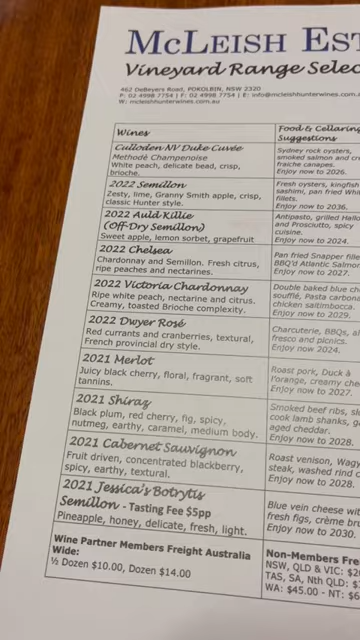 McLEISH EST
Vineyard Range Selec
462 DeBeyers Road, POKOLBIN, NSW 2320
P: 02 4998 7754 | F: 02 4998 7754 | E: info@mcleishhunterwines.com.a
W: mcleishhunterwines.com.au
Wines
Food & Cellaring
Suggestions
Culloden NV Duke Cuvée
Methodé Champenoise
White peach, delicate bead, crisp,
brioche.
Sydney rock oysters,
smoked salmon and cr
fraiche canapes.
Enjoy now to 2026.
2022 Semillon
Zesty, lime, Granny Smith apple, crisp,
classic Hunter style.
Fresh oysters, kingfish
sashimi, pan fried Whit
fillets.
Enjoy now to 2036.
2022 Auld Killie
(Off-Dry Semillon)
Sweet apple, lemon sorbet, grapefruit
Antipasto, grilled Hallo
and Prosciutto, spicy
cuisine.
Enjoy now to 2024.
2022 Chelsea
Chardonnay and Semillon. Fresh citrus,
ripe peaches and nectarines.
Pan fried Snapper fille
BBQ'd Atlantic Salmon
Enjoy now to 2027.
2022 Victoria Chardonnay
Ripe white peach, nectarine and citrus.
Creamy, toasted Brioche complexity.
Double baked blue ch
soufflé, Pasta carbona
chicken saltimbocca.
Enjoy now to 2029.
2022 Dwyer Rosé
Red currants and cranberries, textural,
French provincial dry style.
Charcuterie, BBQs, al
fresco and picnics.
Enjoy now 2024.
2021 Merlot
Juicy black cherry, floral, fragrant, soft
tannins.
Roast pork, Duck à
l'orange, creamy che
Enjoy now to 2027.
2021 Shiraz
Black plum, red cherry, fig, spicy,
nutmeg, earthy, caramel, medium body.
Smoked beef ribs, sl
cook lamb shanks, g
aged cheddar.
Enjoy now to 2028.
2021 Cabernet Sauvignon
Fruit driven, concentrated blackberry,
spicy, earthy, textural.
Roast venison, Wagy
steak, washed rind c
Enjoy now to 2028.
2021 Jessica's Botrytis
Semillon - Tasting Fee $5pp
Pineapple, honey, delicate, fresh, light.
Blue vein cheese wit
fresh figs, crème br
Enjoy now to 2030.
Wine Partner Members Freight Australia
Wide:
½ Dozen $10.00, Dozen $14.00
Non-Members Fre
NSW, QLD & VIC: $2
TAS, SA, Nth QLD: $
WA: $45.00 - NT: $6